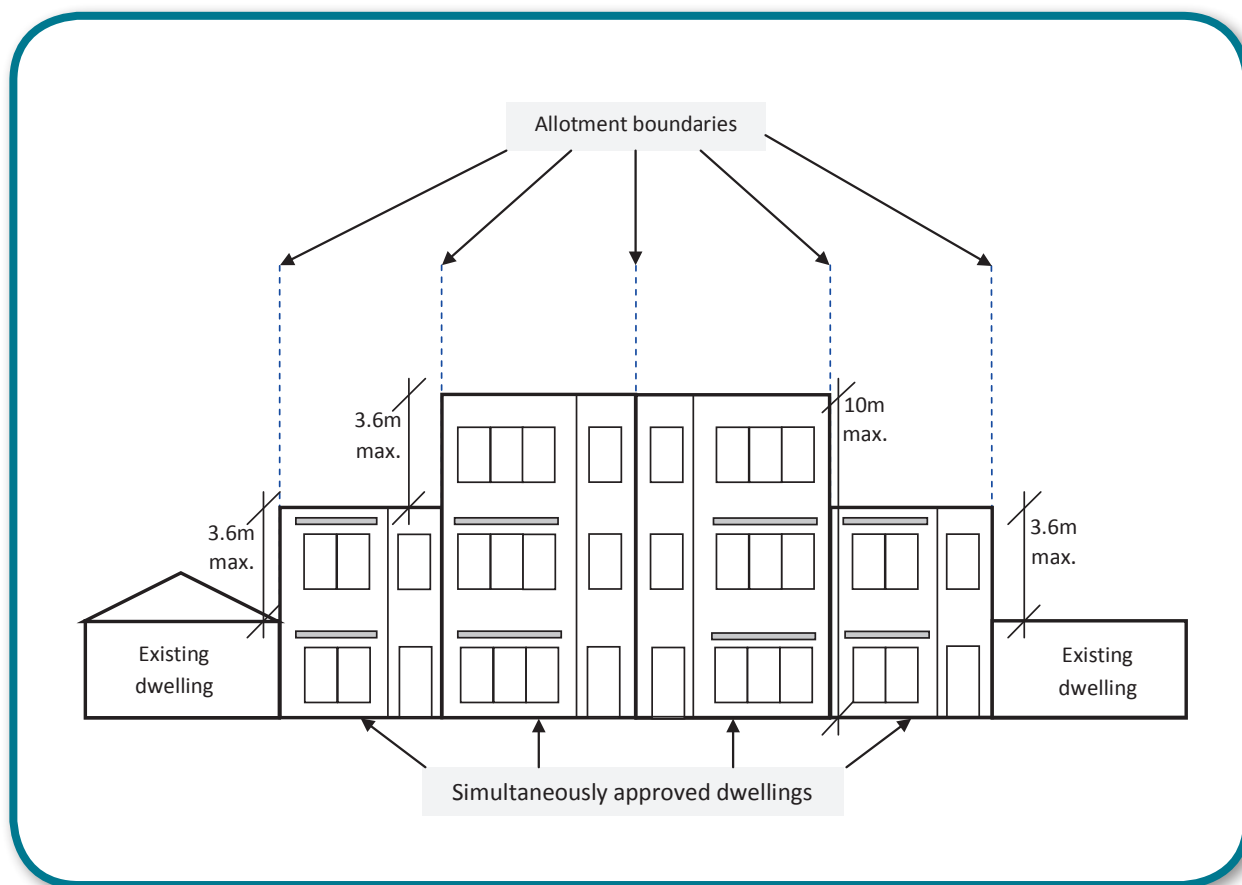 Allotment boundaries
3.6m
max.
10m
max.
3.6m
max.
3.6m
max.
Existing
dwelling
Existing
dwelling
Simultaneously approved dwellings